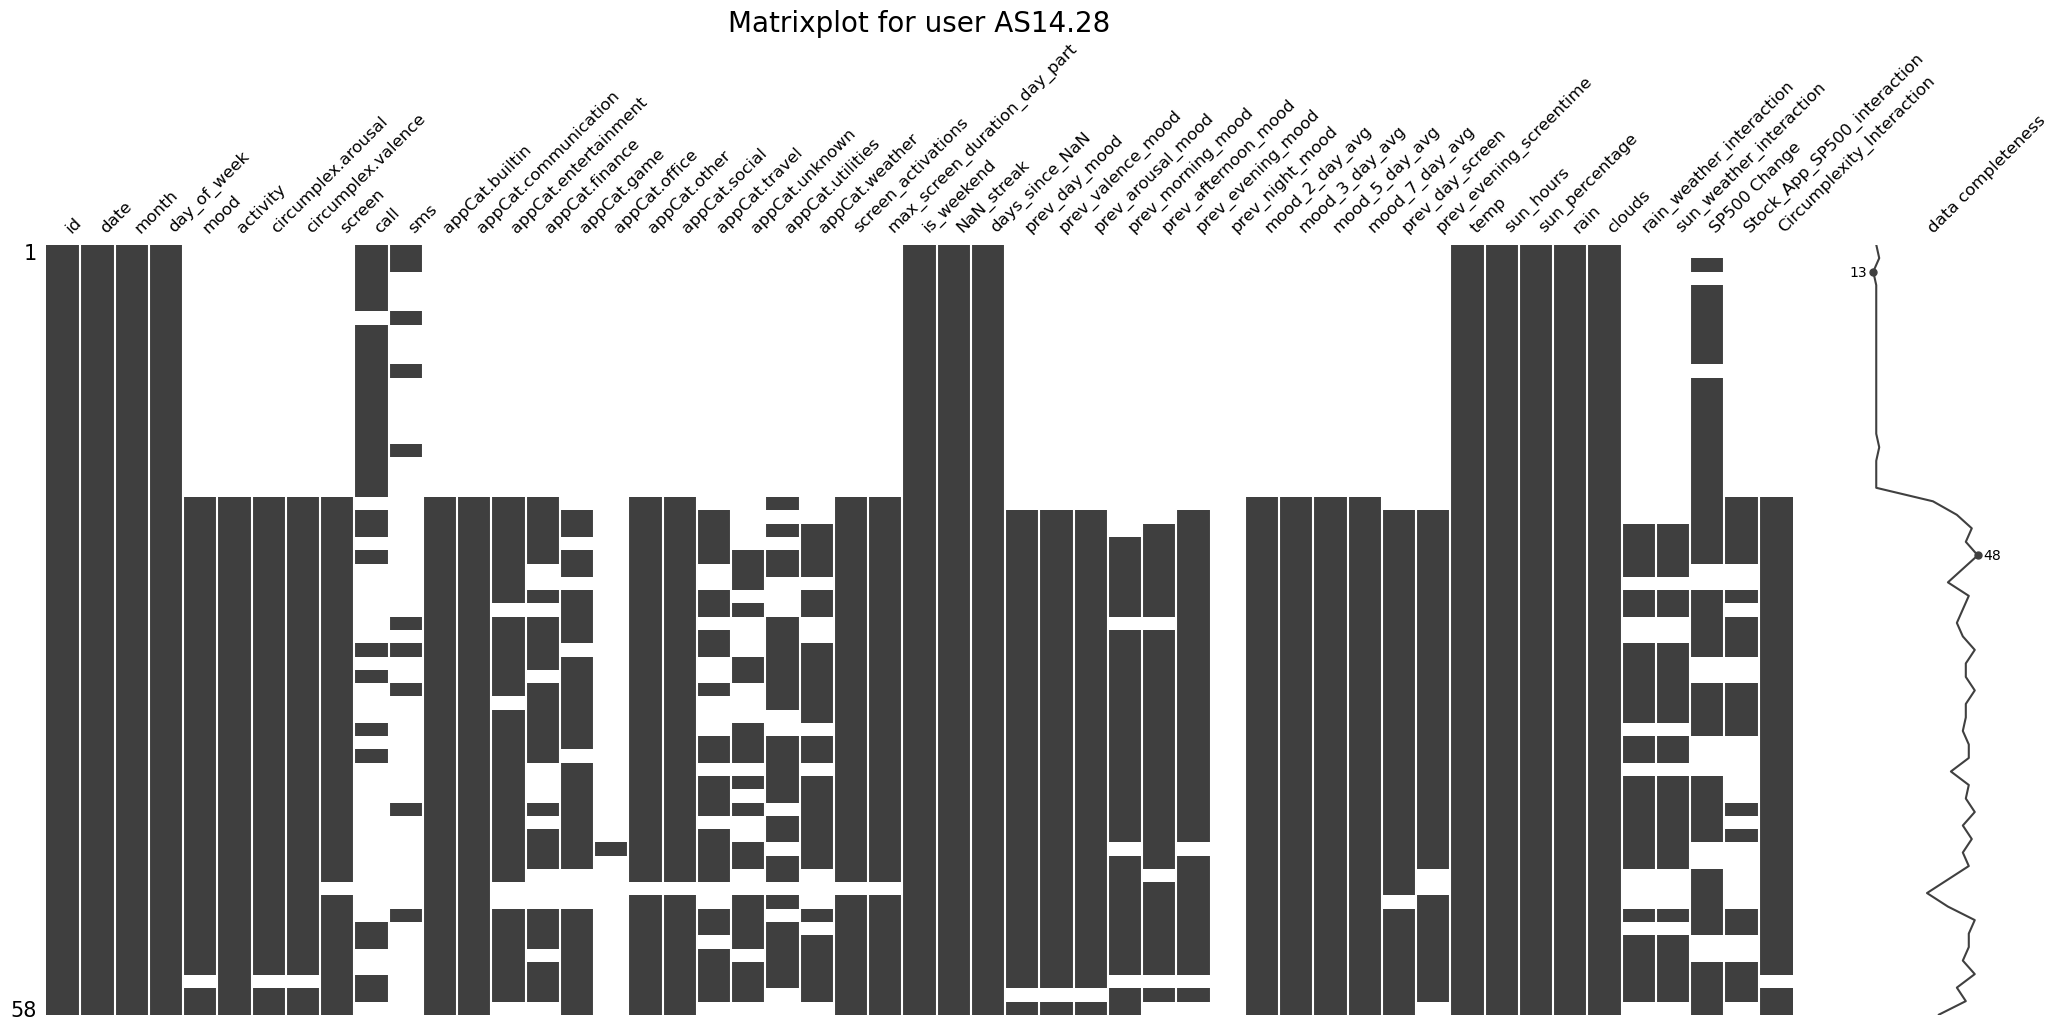 Matrixplot for user AS14.28
id
date
month
day_of_week
mood
activity
circumplex.arousal
circumplex.valence
screen
call
sms
appCat.builtin
appCat.communication
appCat.entertainment
appCat.finance
appCat.game
appCat.office
appCat.other
appCat.social
appCat.travel
appCat.unknown
appCat.utilities
appCat.weather
screen_activations
max_screen_duration_day_part
is_weekend
NaN_streak
days_since_NaN
prev_day_mood
prev_valence_mood
prev_arousal_mood
prev_morning_mood
prev_afternoon_mood
prev_evening_mood
prev_night_mood
mood_2_day_avg
mood_3_day_avg
mood_5_day_avg
mood_7_day_avg
prev_day_screen
prev_evening_screentime
temp
sun_hours
sun_percentage
rain
clouds
rain_weather_interaction
sun_weather_interaction
SP500 Change
Stock_App_SP500_interaction
Circumplexity_Interaction
data completeness
1
13
48
58